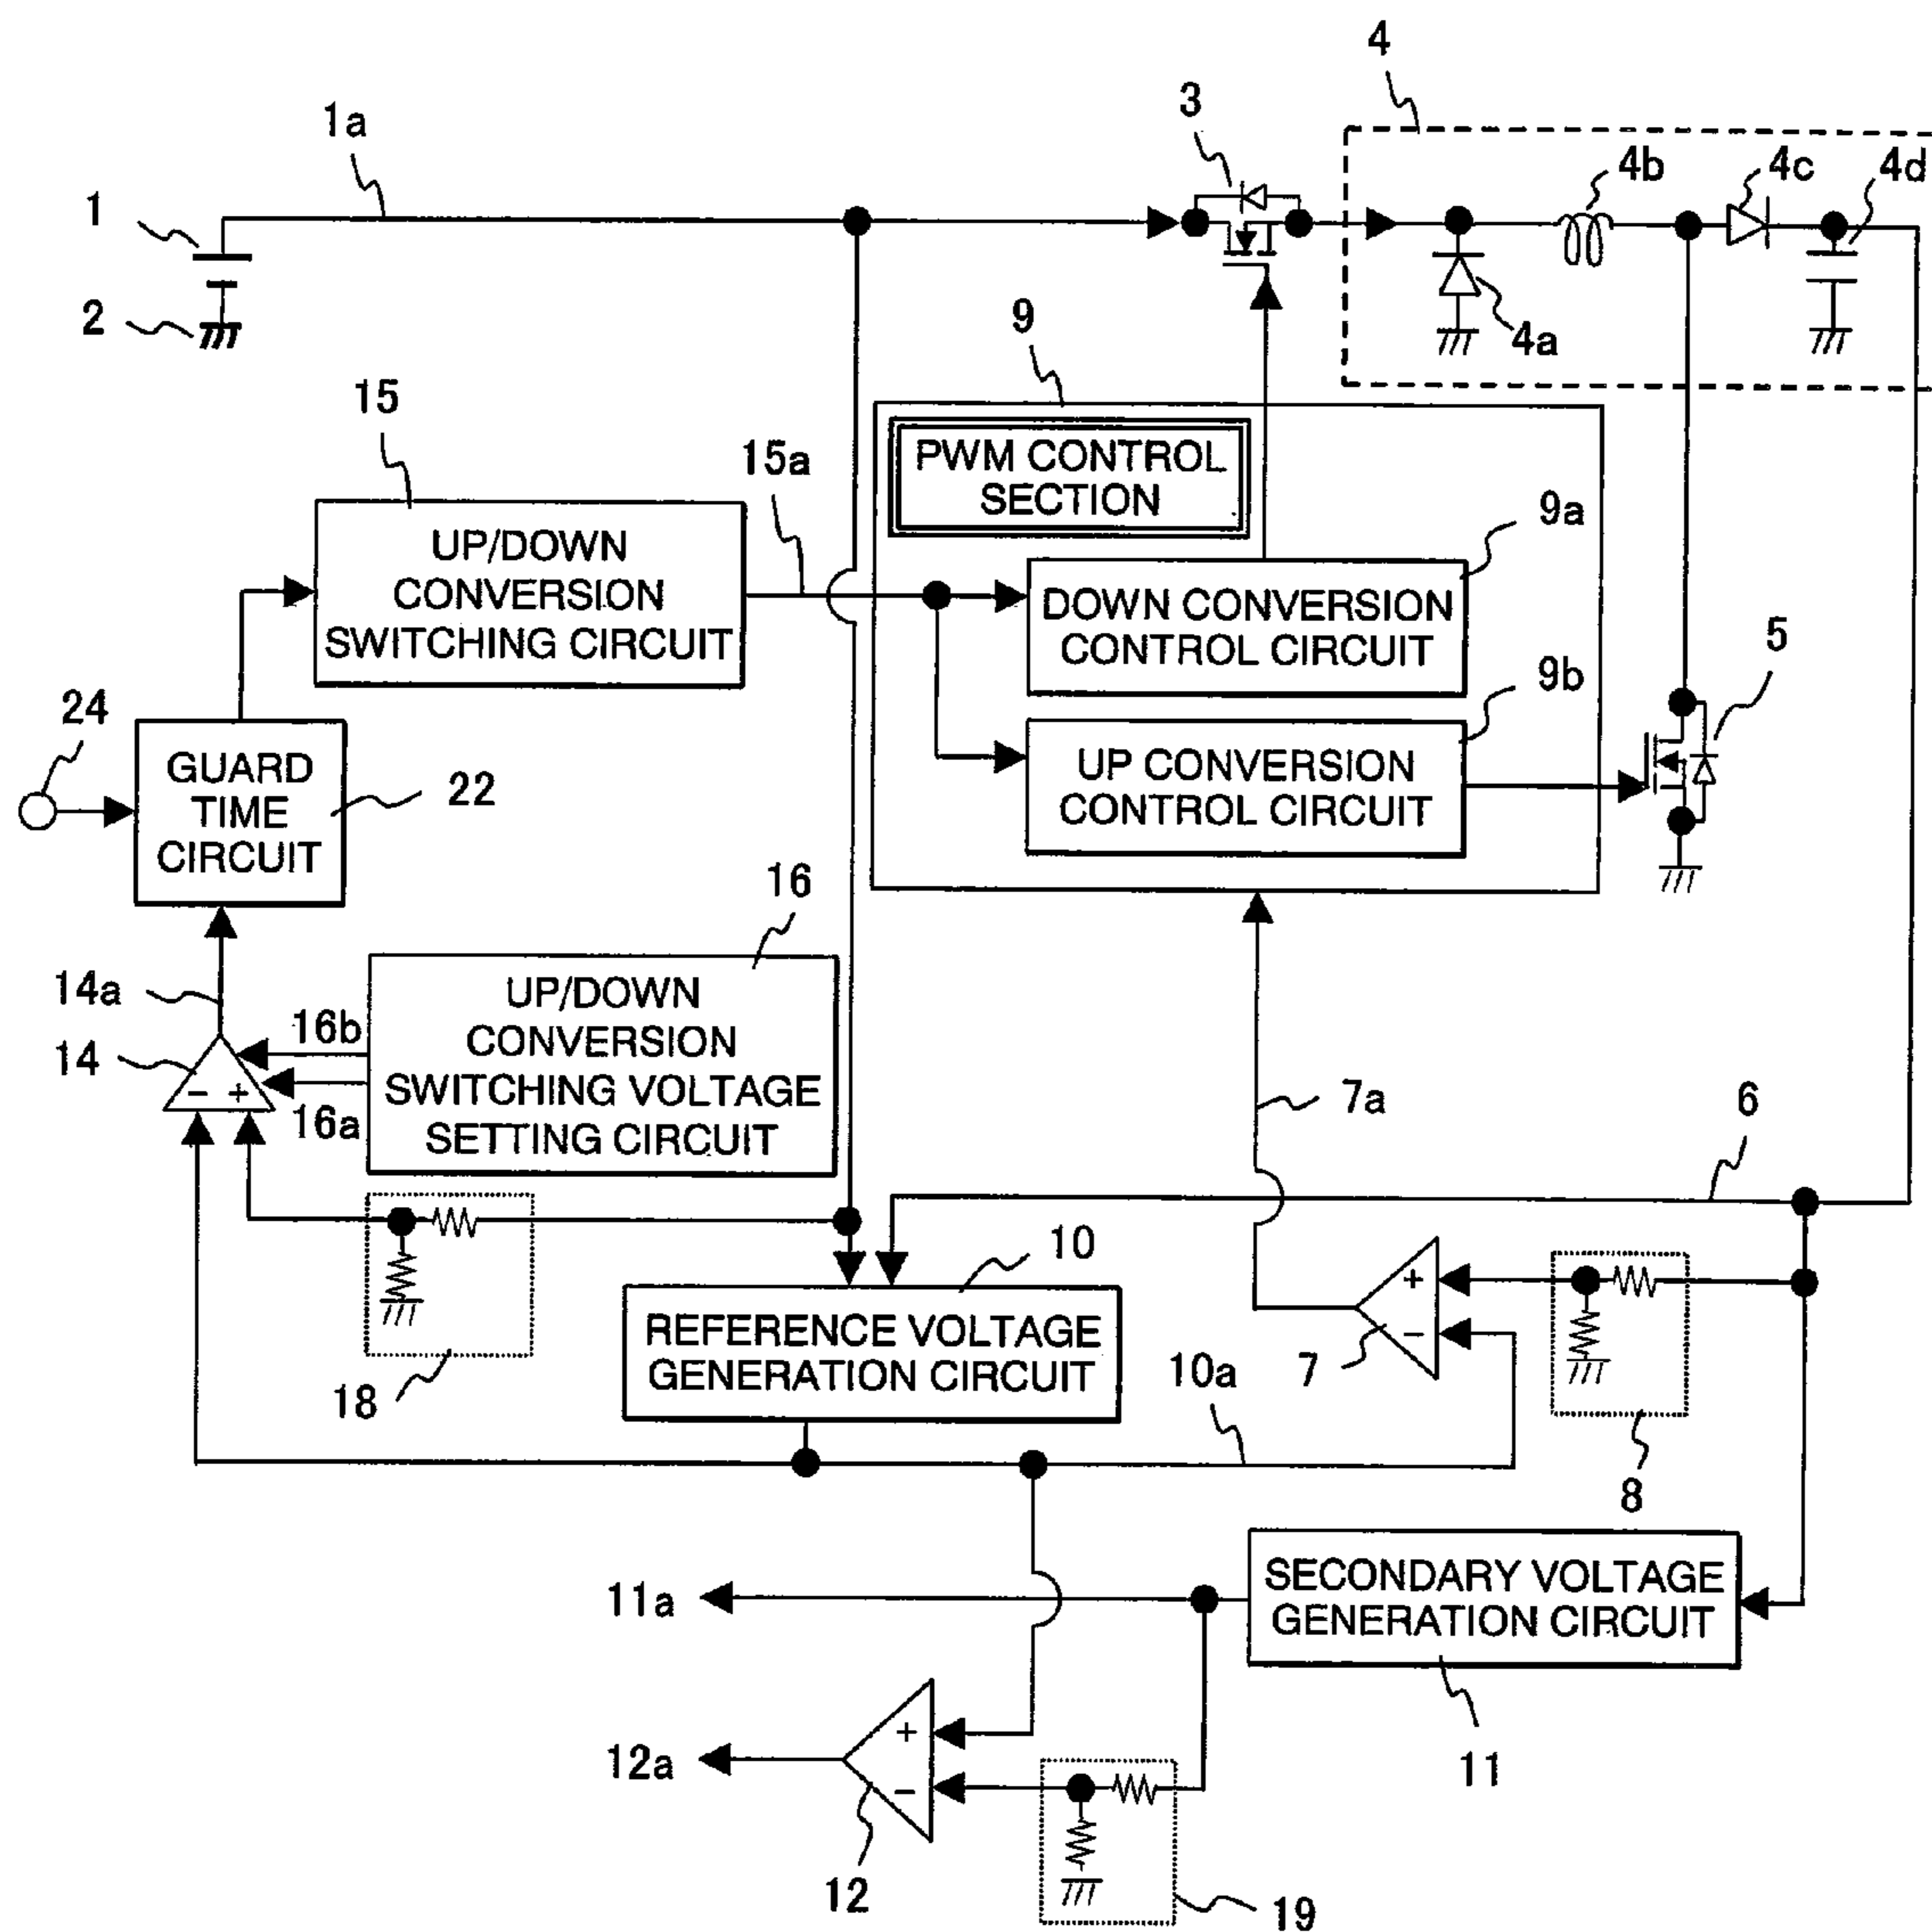 4
3
1a
4b
4c
4d
1
2
4a
9
15
PWM CONTROL
SECTION
15a
9a
UP/DOWN
CONVERSION
SWITCHING CIRCUIT
DOWN CONVERSION
CONTROL CIRCUIT
5
9b
24
GUARD
TIME
CIRCUIT
22
UP CONVERSION
CONTROL CIRCUIT
16
14a
UP/DOWN
CONVERSION
SWITCHING VOLTAGE
SETTING CIRCUIT
16b
14
- +
16a
7a
6
10
REFERENCE VOLTAGE
GENERATION CIRCUIT
+
-
7
18
10a
8
SECONDARY VOLTAGE
GENERATION CIRCUIT
11a
11
+
-
12a
12
19